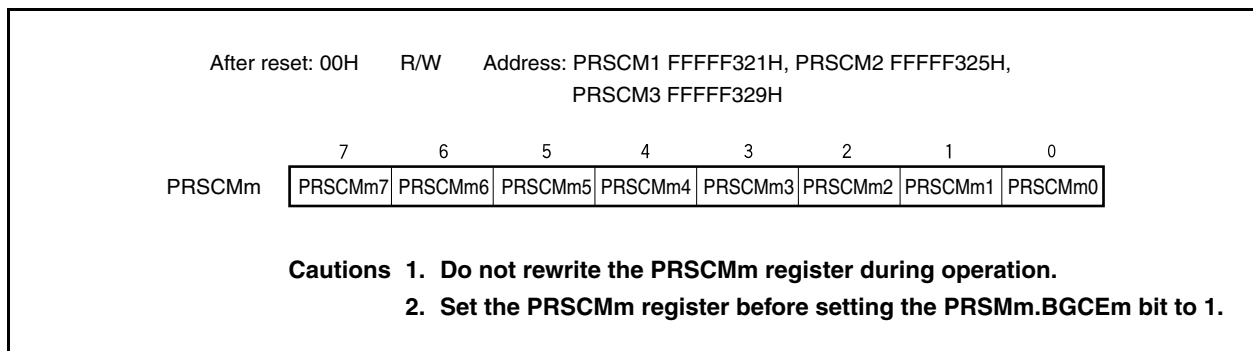 After reset: 00H R/W Address: PRSCM1 FFFFF321H, PRSCM2 FFFFF325H,
PRSCM3 FFFFF329H
7 6 5 4 3 2 1 0
PRSCMm PRSCMm7 PRSCMm6 PRSCMm5 PRSCMm4 PRSCMm3 PRSCMm2 PRSCMm1 PRSCMm0
Cautions 1. Do not rewrite the PRSCMm register during operation.
2. Set the PRSCMm register before setting the PRSMm.BGCEm bit to 1.